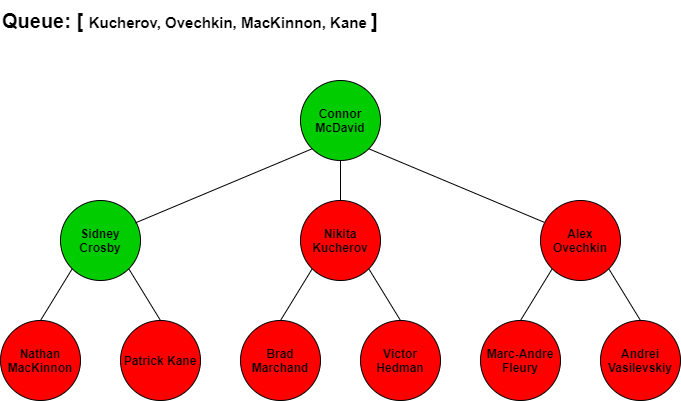 Queue: [ Kucherov, Ovechkin, MacKinnon, Kane ]
Connor
McDavid
Sidney
Crosby
Nikita
Kucherov
Alex
Ovechkin
Nathan
MacKinnon
Patrick Kane
Brad
Marchand
Victor
Hedman
Marc-Andre
Fleury
Andrei
Vasilevskiy